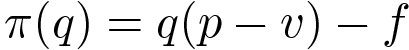 π(q) = q(p − v) − f